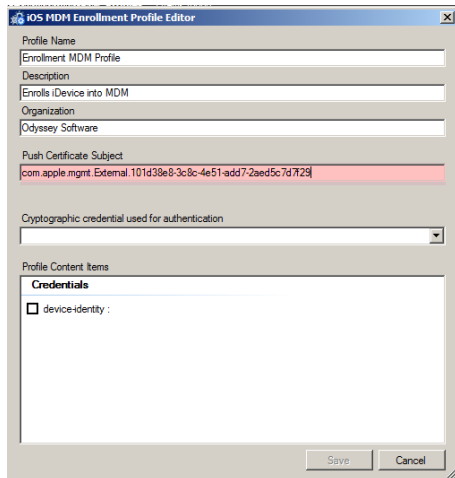 iOS MDM Enrollment Profile Editor
Profile Name
Enrollment MDM Profile
Description
Enrolls iDevice into MDM
Organization
Odyssey Software
Push Certificate Subject
com.apple.mgmt.External.101d38e8-3c8c-4e51-add7-2aed5c7d7f29
Cryptographic credential used for authentication
Profile Content Items
Credentials
device-identity :
Save Cancel